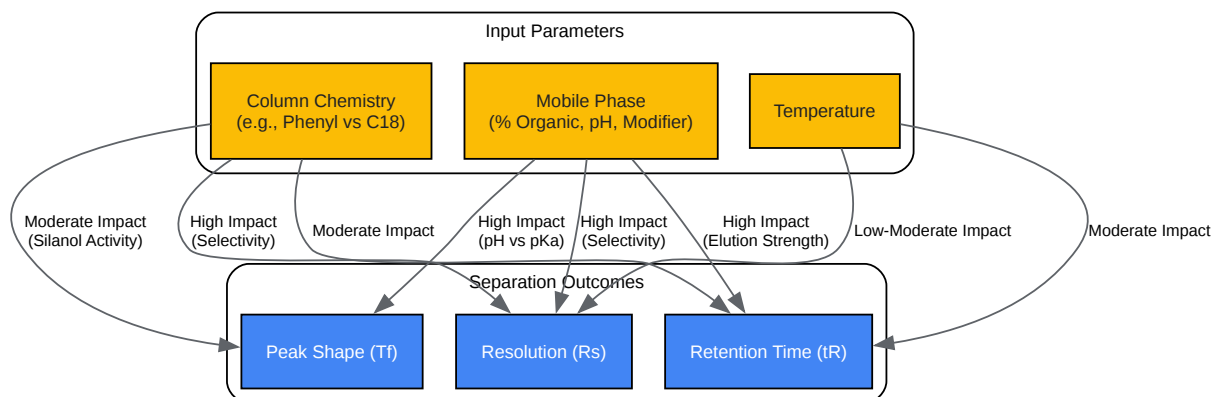 Input Parameters
Column Chemistry
(e.g., Phenyl vs C18)
Mobile Phase
(% Organic, pH, Modifier)
Temperature
Moderate Impact
(Silanol Activity)
High Impact
(Selectivity)
Moderate Impact
High Impact
(pH vs pKa)
High Impact
(Selectivity)
High Impact
(Elution Strength)
Low-Moderate Impact
Moderate Impact
Separation Outcomes
Peak Shape (Tf)
Resolution (Rs)
Retention Time (tR)